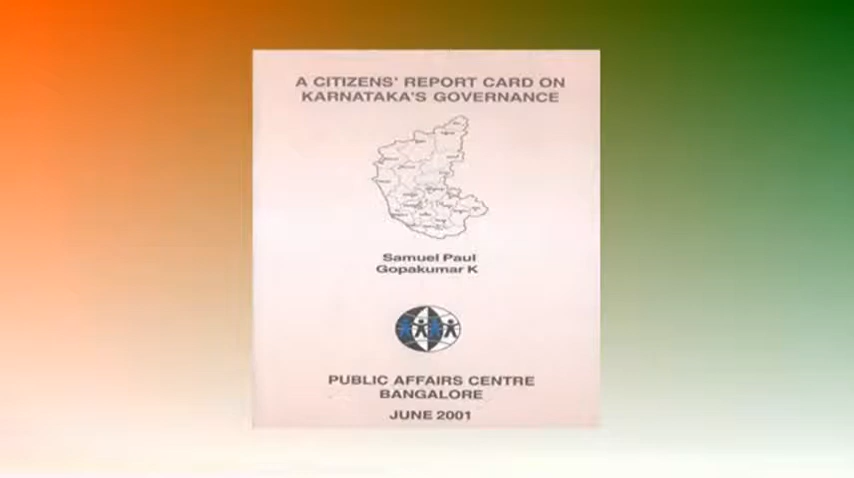 A CITIZENS' REPORT CARD ON
KARNATAKA'S GOVERNANCE
Samuel Paul
Gopakumar K
PUBLIC AFFAIRS CENTRE
BANGALORE
JUNE 2001